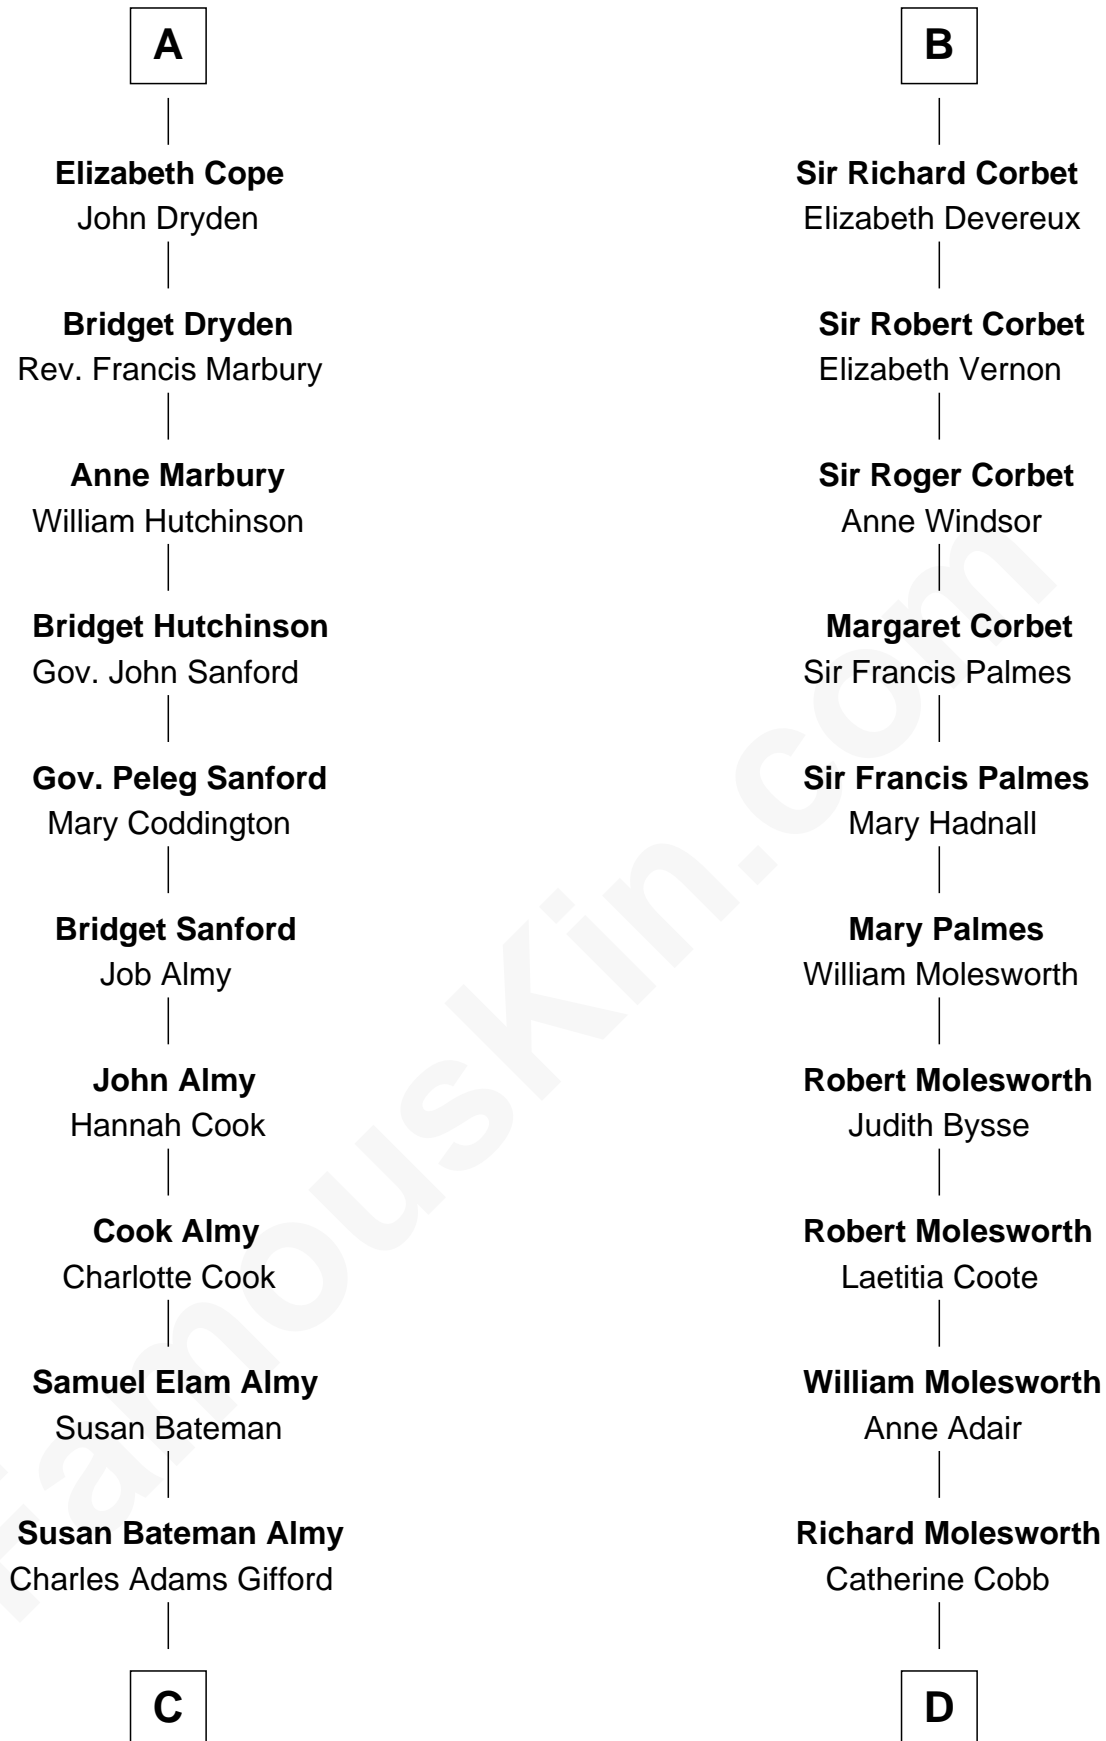 A
Elizabeth Cope
John Dryden
Bridget Dryden
Rev. Francis Marbury
Anne Marbury
William Hutchinson
Bridget Hutchinson
Gov. John Sanford
Gov. Peleg Sanford
Mary Coddington
Bridget Sanford
Job Almy
John Almy
Hannah Cook
Cook Almy
Charlotte Cook
Samuel Elam Almy
Susan Bateman
Susan Bateman Almy
Charles Adams Gifford
C
B
Sir Richard Corbet
Elizabeth Devereux
Sir Robert Corbet
Elizabeth Vernon
Sir Roger Corbet
Anne Windsor
Margaret Corbet
Sir Francis Palmes
Sir Francis Palmes
Mary Hadnall
Mary Palmes
William Molesworth
Robert Molesworth
Judith Bysse
Robert Molesworth
Laetitia Coote
William Molesworth
Anne Adair
Richard Molesworth
Catherine Cobb
D
FamousKin.com